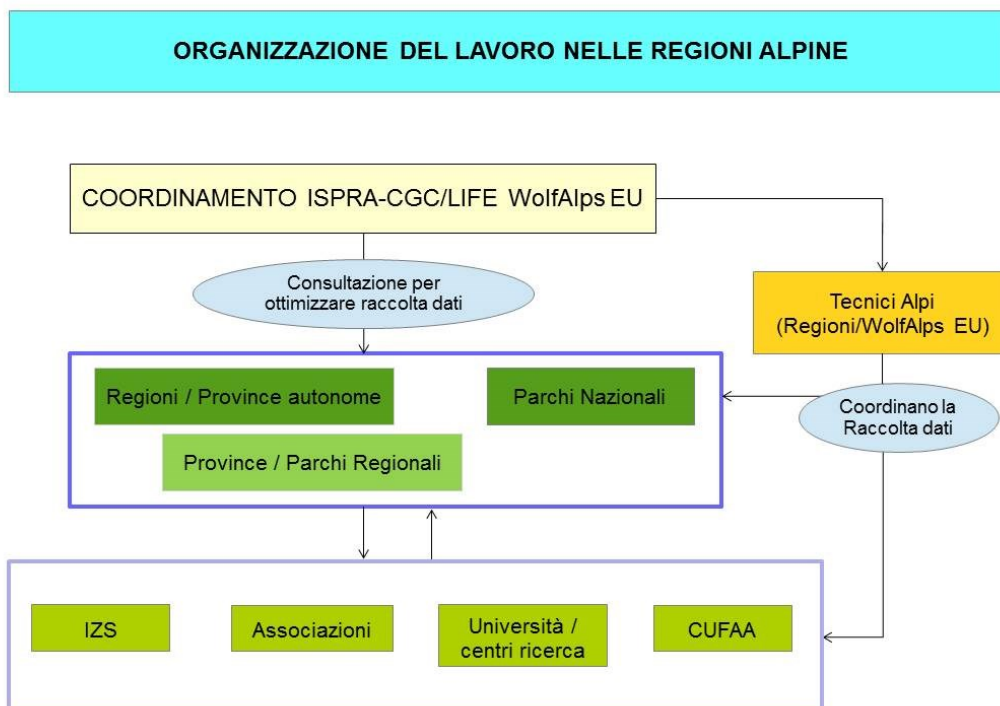 ORGANIZZAZIONE DEL LAVORO NELLE REGIONI ALPINE
COORDINAMENTO ISPRA-CGC/LIFE WolfAlps EU
Consultazione per
ottimizzare raccolta dati
Tecnici Alpi
(Regioni/WolfAlps EU)
Regioni / Province autonome
Parchi Nazionali
Coordinano la
Raccolta dati
Province / Parchi Regionali
IZS
Associazioni
Università /
centri ricerca
CUFAA